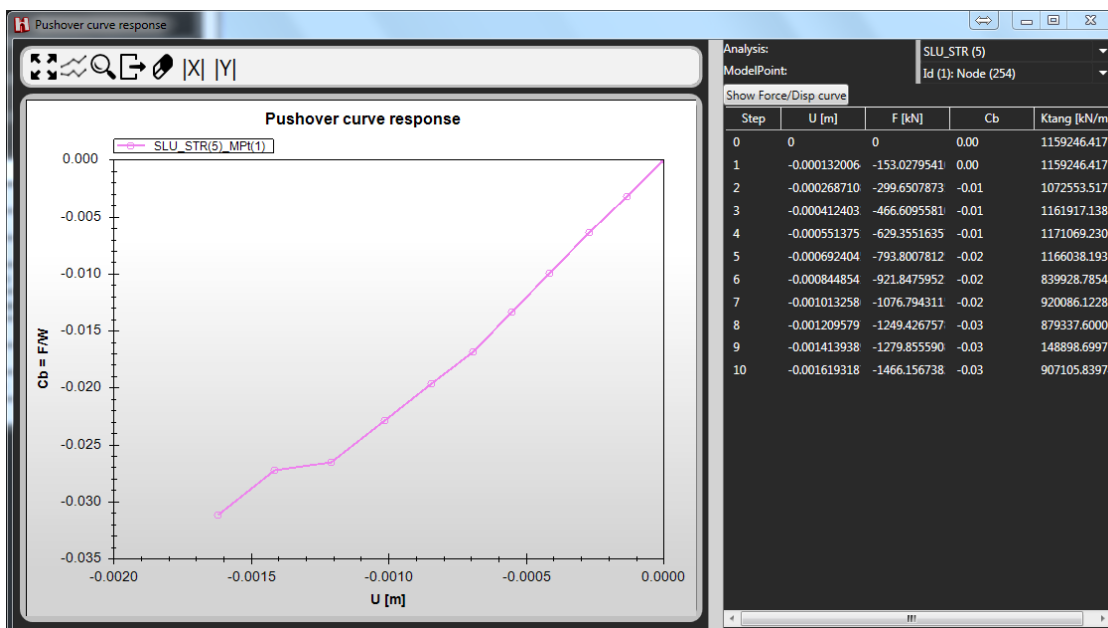 Pushover curve response
|X| |Y|
Pushover curve response
SLU_STR(5)_MPt(1)
0.000
-0.005
-0.010
-0.015
-0.020
-0.025
-0.030
-0.035
Cb = F/W
-0.0020 -0.0015 -0.0010 -0.0005 0.0000
U [m]
Analysis: SLU_STR (5)
ModelPoint: Id (1): Node (254)
Show Force/Disp curve
Step U [m] F [kN] Cb Ktang [kN/m
0 0 0 0.00 1159246.417
1 -0.000132006 -153.0279541 0.00 1159246.417
2 -0.000268710 -299.6507873 -0.01 1072553.517
3 -0.000412403 -466.6095581 -0.01 1161917.138
4 -0.000551375 -629.3551635 -0.01 1171069.230
5 -0.000692404 -793.8007812 -0.02 1166038.193
6 -0.000844854 -921.8475952 -0.02 839928.7854
7 -0.001013258 -1076.794311 -0.02 920086.1228
8 -0.001209579 -1249.426757 -0.03 879337.6000
9 -0.001413938 -1279.855590 -0.03 148898.6997
10 -0.001619318 -1466.156738 -0.03 907105.8397